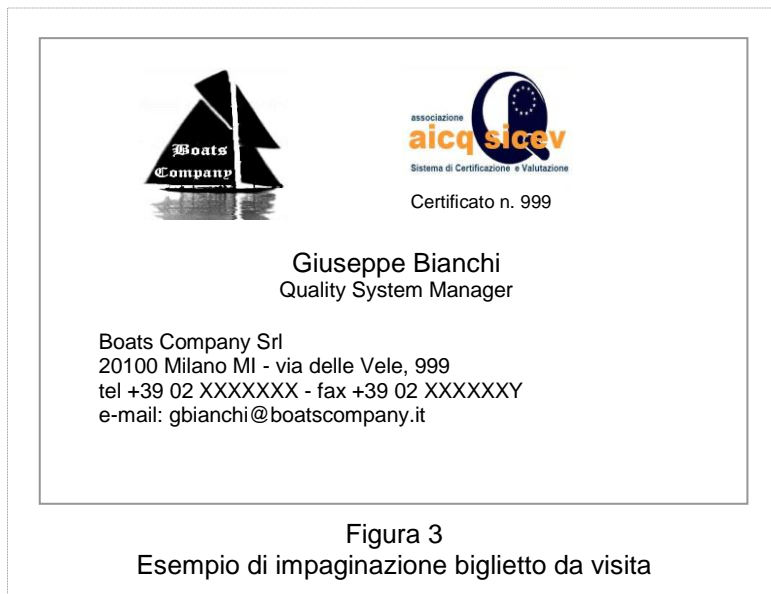 Boats
Company
associazione
aicq sicev
Sistema di Certificazione e Valutazione
Certificato n. 999
Giuseppe Bianchi
Quality System Manager
Boats Company Srl
20100 Milano MI - via delle Vele, 999
tel +39 02 XXXXXXX - fax +39 02 XXXXXXY
e-mail: gbianchi@boatscompany.it
Figura 3
Esempio di impaginazione biglietto da visita